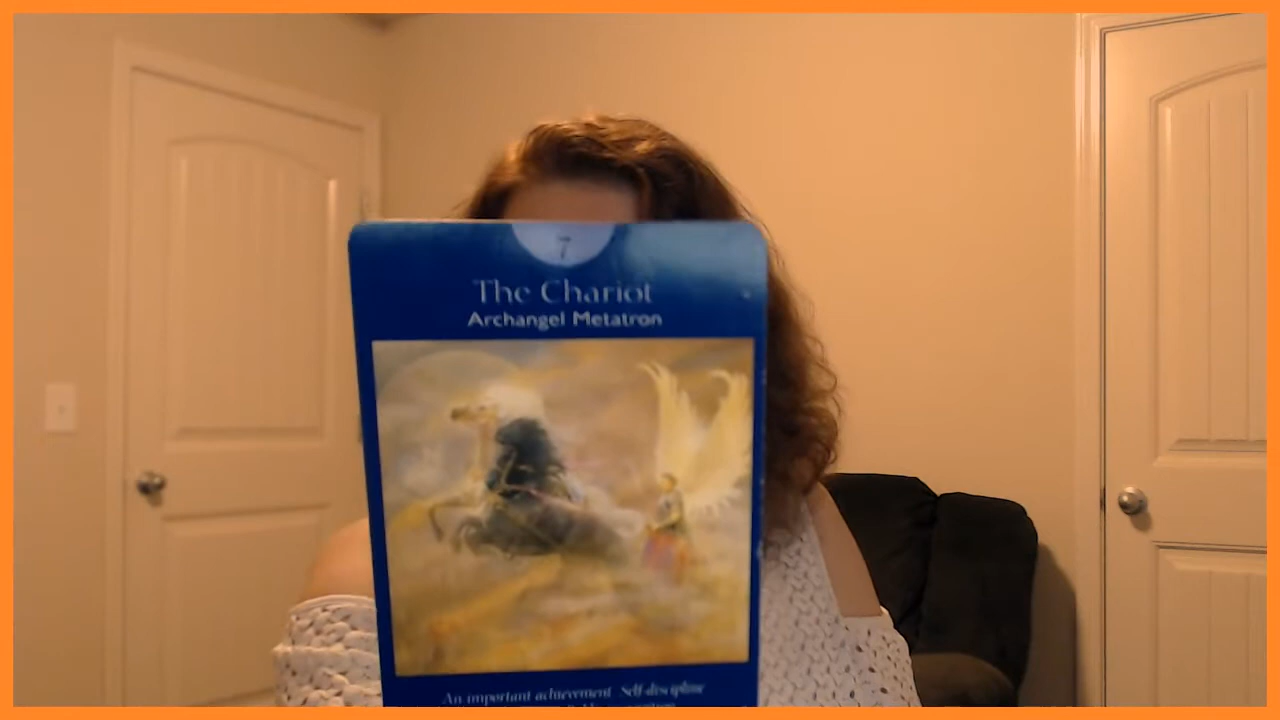 7
The Chariot
Archangel Metatron
An important achievement Self-discipline